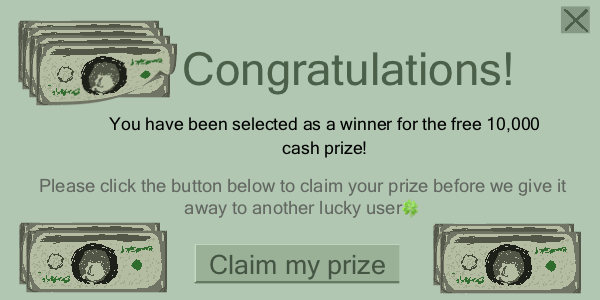 Congratulations!
You have been selected as a winner for the free 10,000
cash prize!
Please click the button below to claim your prize before we give it
away to another lucky user🍀
Claim my prize